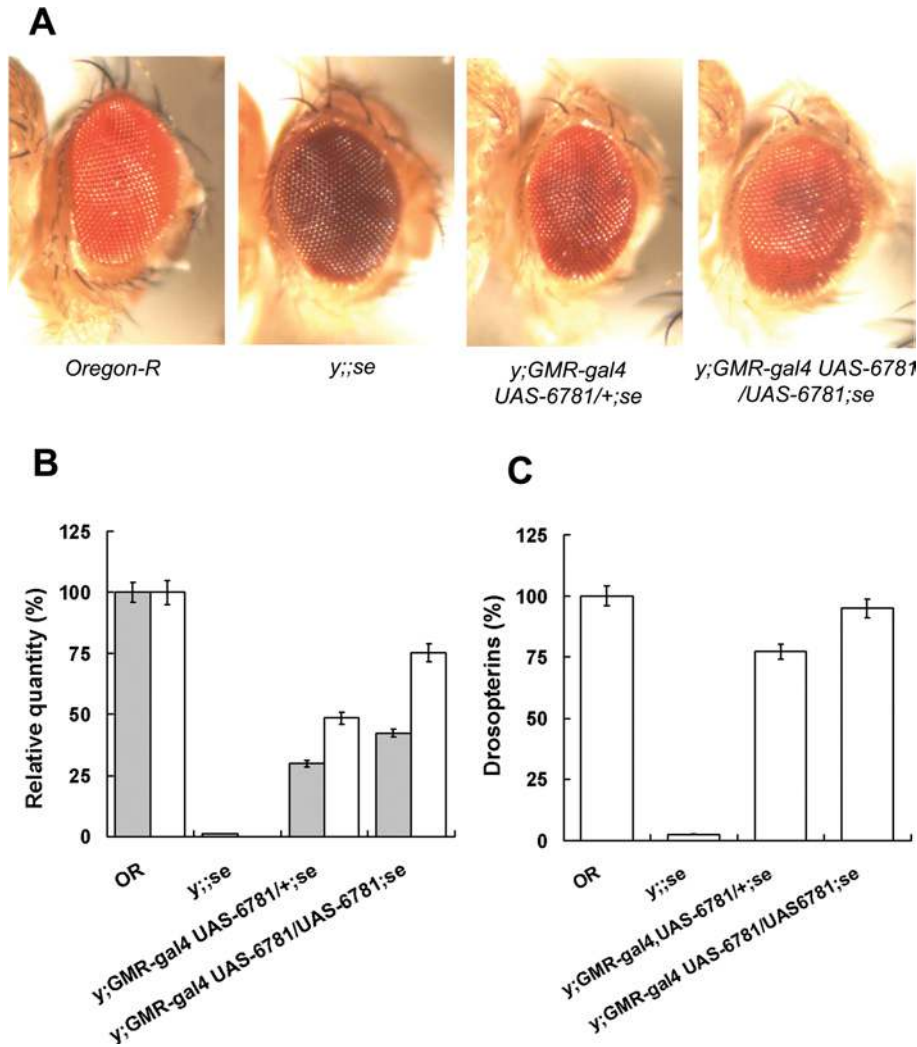 A
Oregon-R
y;;se
y;GMR-gal4
UAS-6781/+;se
y;GMR-gal4 UAS-6781
/UAS-6781;se
B
Relative quantity (%)
125
100
75
50
25
0
OR
y;;se
y;GMR-gal4 UAS-6781/+;se
y;GMR-gal4 UAS-6781/UAS-6781;se
C
Drosopterins (%)
125
100
75
50
25
0
OR
y;;se
y;GMR-gal4,UAS-6781/+;se
y;GMR-gal4 UAS-6781/UAS6781;se